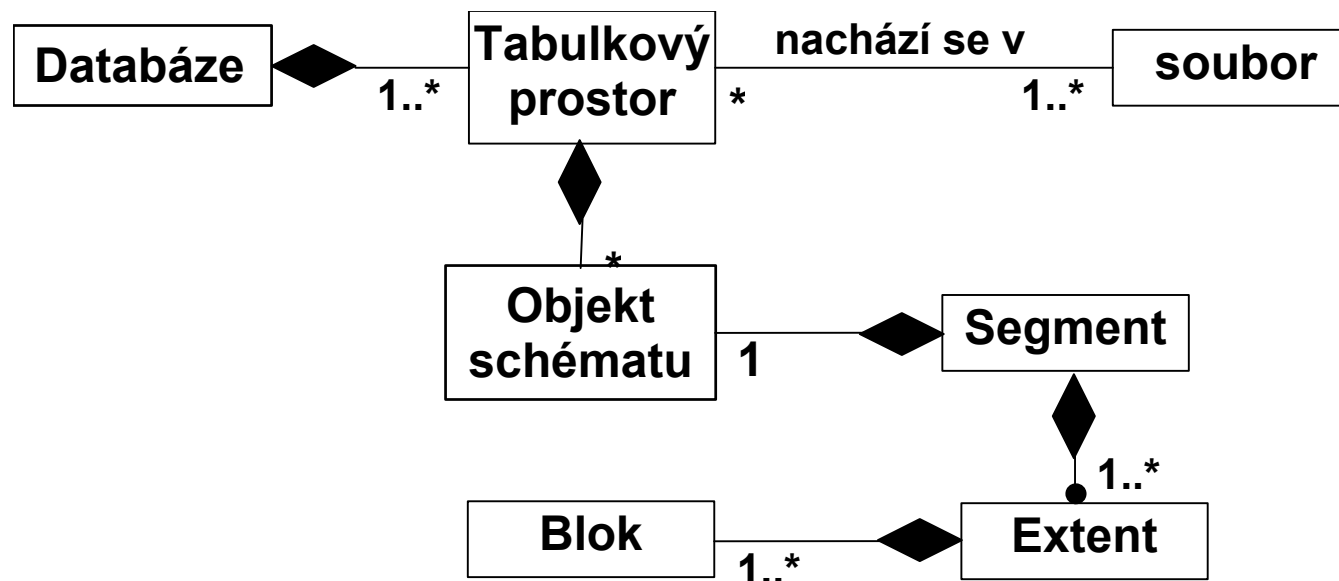 Databáze
1..*
Tabulkový
prostor
nachází se v
*
1..*
soubor
*
Objekt
schématu
1
Segment
1..*
Blok
1..*
Extent